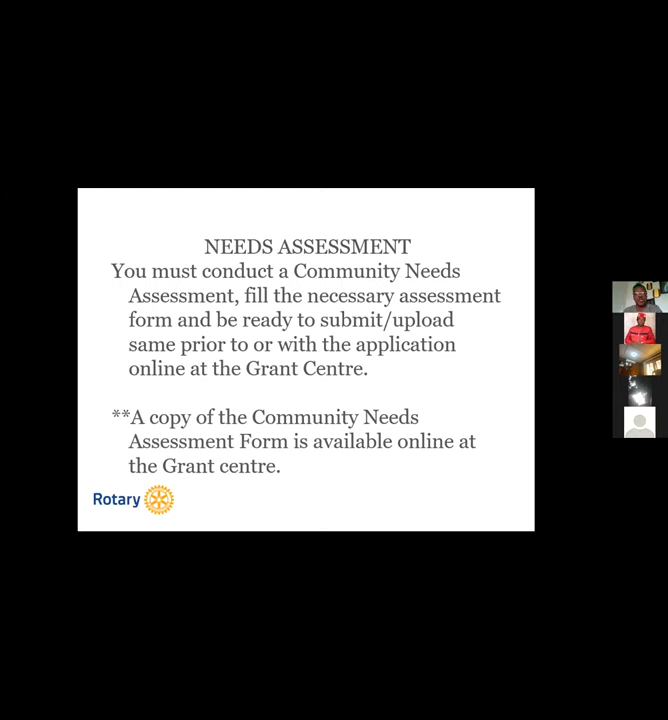 NEEDS ASSESSMENT
You must conduct a Community Needs
Assessment, fill the necessary assessment
form and be ready to submit/upload
same prior to or with the application
online at the Grant Centre.
**A copy of the Community Needs
Assessment Form is available online at
the Grant centre.
Rotary